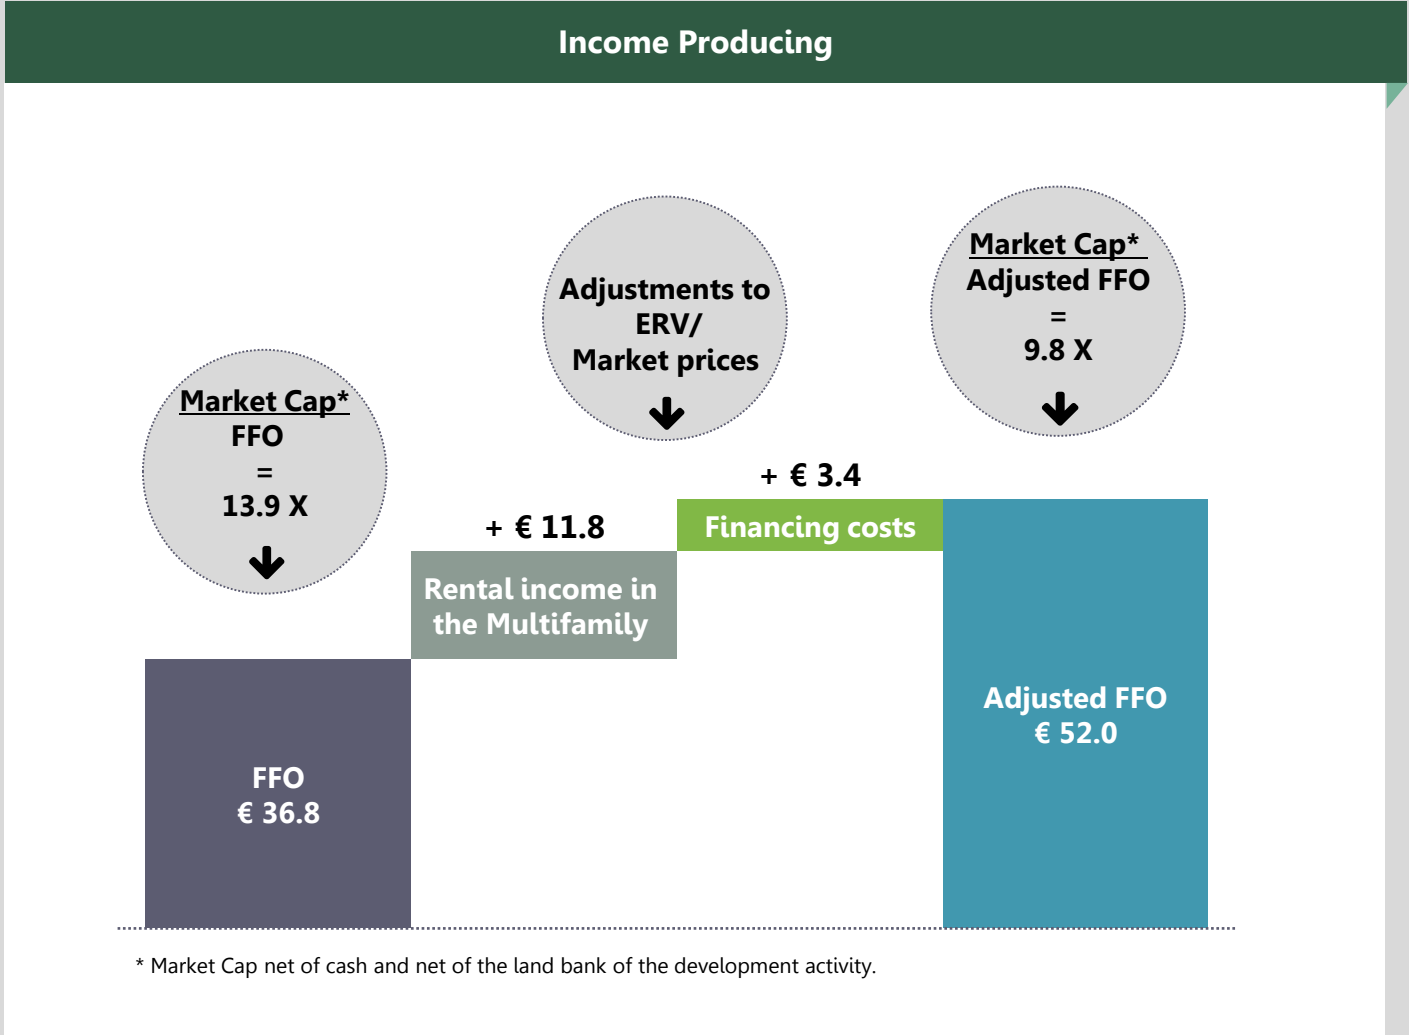 Income Producing
Market Cap*
FFO
=
13.9 X
Adjustments to
ERV/
Market prices
Market Cap*
Adjusted FFO
=
9.8 X
+ € 11.8
+ € 3.4
Rental income in
the Multifamily
Financing costs
FFO
€ 36.8
Adjusted FFO
€ 52.0
* Market Cap net of cash and net of the land bank of the development activity.